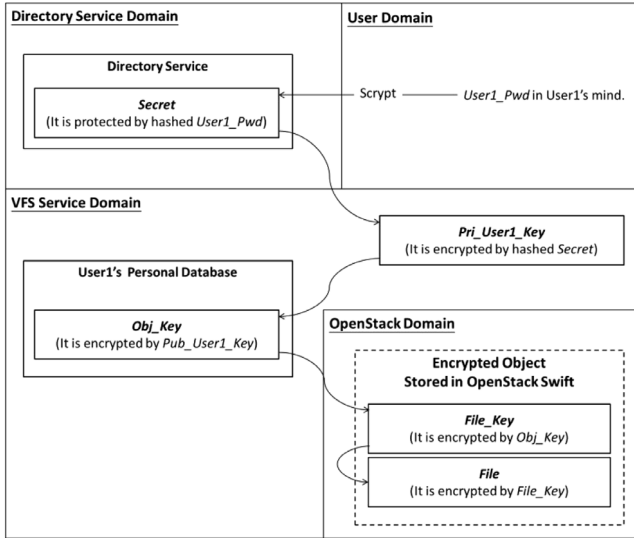 Directory Service Domain
User Domain
Directory Service
Secret
(It is protected by hashed User1_Pwd)
Scrypt
User1_Pwd in User1's mind.
VFS Service Domain
Pri_User1_Key
(It is encrypted by hashed Secret)
User1's Personal Database
Obj_Key
(It is encrypted by Pub_User1_Key)
OpenStack Domain
Encrypted Object
Stored in OpenStack Swift
File_Key
(It is encrypted by Obj_Key)
File
(It is encrypted by File_Key)